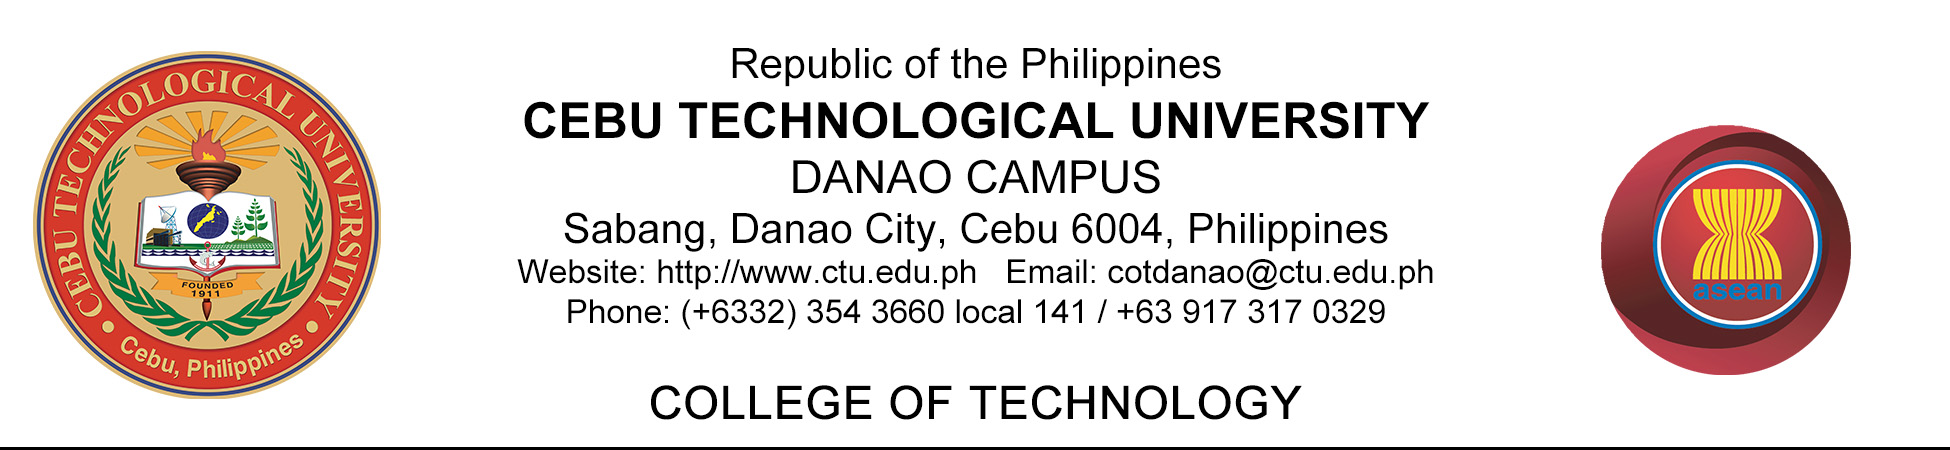 CEBU TECHNOLOGICAL UNIVERSITY
FOUNDED
1911
Cebu, Philippines
Republic of the Philippines
CEBU TECHNOLOGICAL UNIVERSITY
DANAO CAMPUS
Sabang, Danao City, Cebu 6004, Philippines
Website: http://www.ctu.edu.ph Email: cotdanao@ctu.edu.ph
Phone: (+6332) 354 3660 local 141 / +63 917 317 0329
COLLEGE OF TECHNOLOGY
asean